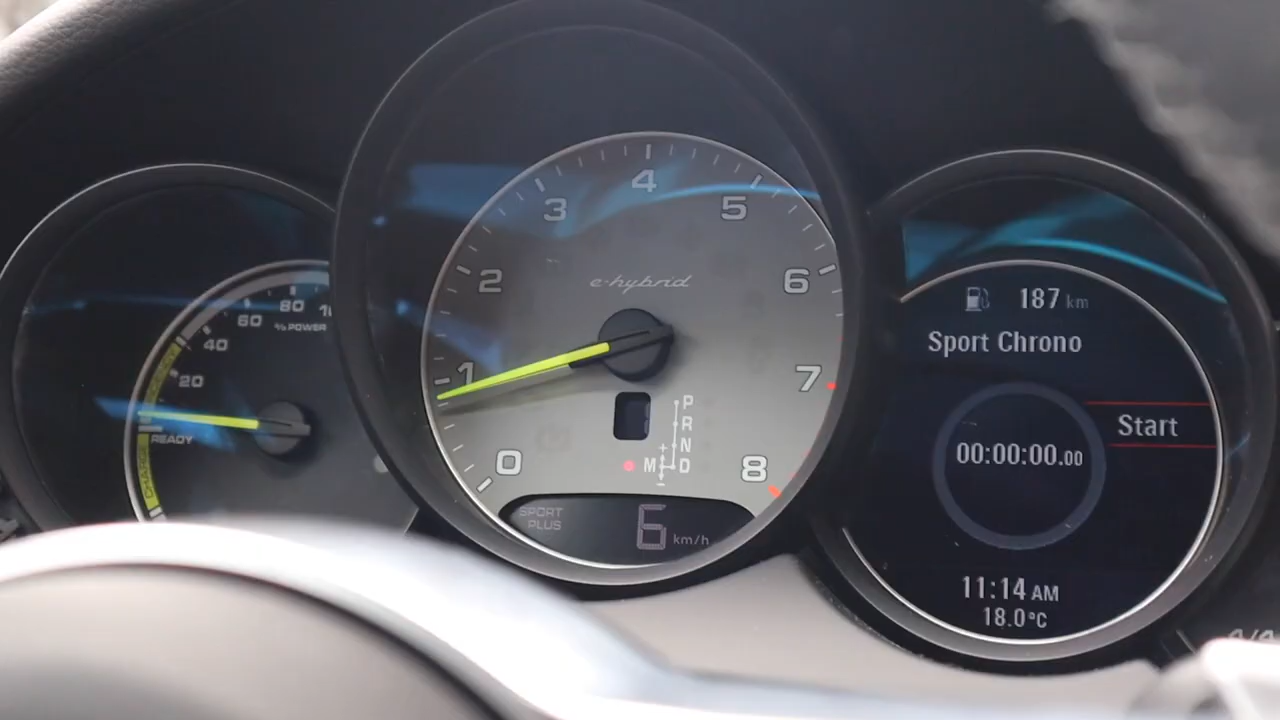 80
60
% POWER
40
20
READY
CHARGE
4
3
5
2
6
e-hybrid
1
7
P
R
N
+
M D
-
0
8
SPORT
PLUS
6 km/h
187 km
Sport Chrono
Start
00:00:00.00
11:14 AM
18.0°C